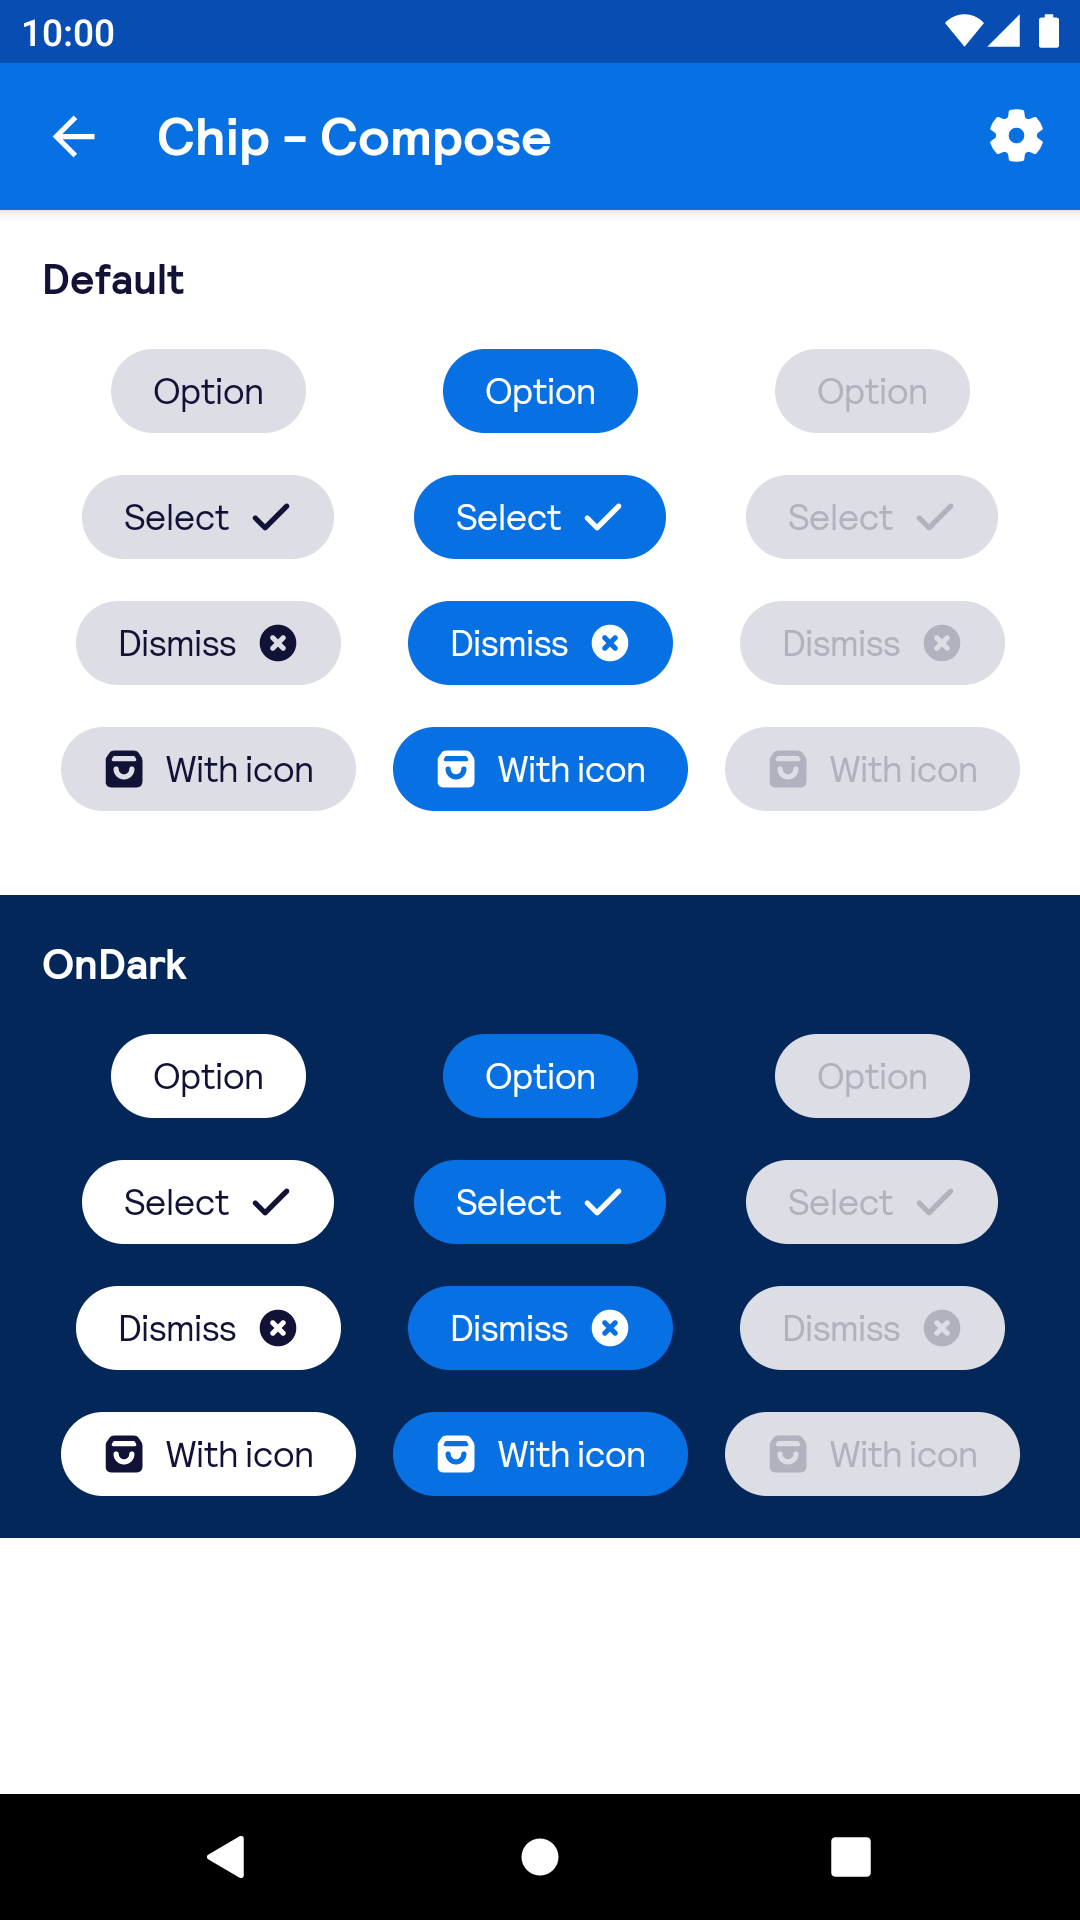 10:00
Chip - Compose
Default
Option Option Option
Select Select Select
Dismiss Dismiss Dismiss
With icon With icon With icon
OnDark
Option Option Option
Select Select Select
Dismiss Dismiss Dismiss
With icon With icon With icon